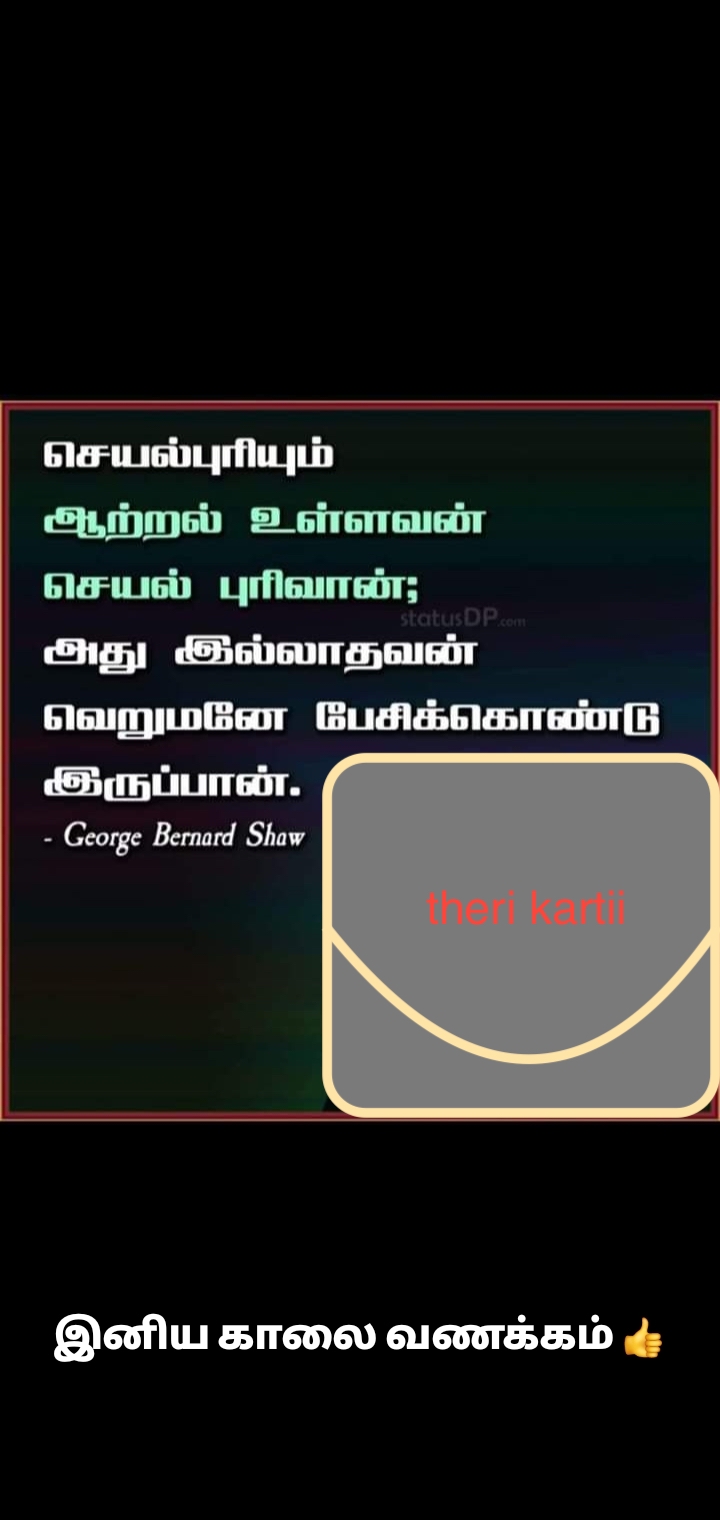 செயல்புரியும்
ஆற்றல் உள்ளவன்
செயல் புரிவான்;
statusDP.com
அது இல்லாதவன்
வெறுமனே பேசிக்கொண்டு
இருப்பான்.
- George Bernard Shaw
theri kartii
இனிய காலை வணக்கம் 👍